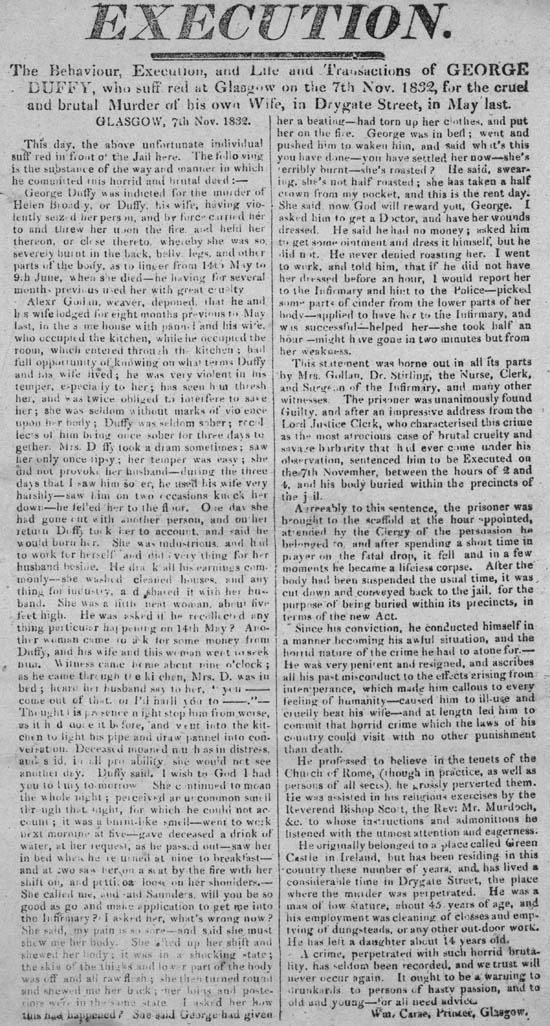 EXECUTION.
The Behaviour, Execution, and Life and Transactions of GEORGE
DUFFY, who suff red at Glasgow on the 7th Nov. 1832, for the cruel
and brutal Murder of his own Wife, in Drygate Street, in May last.
GLASGOW, 7th Nov. 1832.
This day, the above unfortunate individual
suff red in front o' the Jail here. The follo ving
is the substance of the way and manner in which
he committed this horrid and brutal deed:—
George Duffy was indicted for the murder of
Helen Bro d y, or Duffy, his wife, having vio-
lently seized her person, and by force carried her
to and threw her upon the fire, and held her
thereon, or close thereto, whereby she was so
severely burnt in the back, belly, legs, and other
parts of the body, as to linger from 14th May to
9th June, when she died—he having for several
months previous used her with great cruelty
Alexr Gollan, weaver, deponed, that he and
his wife lodged for eight months previous to May
last, in the s me house with pannel and his wife,
who occupied the kitchen, while he occupied the
room, which entered through the kitchen; had
full opportunity of knowing on what terms Duffy
and his wife lived; he was very violent in his
temper, especially to her; has seen him thresh
her, and was twice obliged to interfere to save
her; she was seldom without marks of vio ence
upon her body; Duffy was seldom sober; recol
lects of him being once sober for three days to
gether. Mrs. D ffy took a dram sometimes; saw
her only once tipsy; her temper was easy; she
did not provoke her husband—during the three
days that I saw him so er, he used his wife very
harshly—saw him on two occasions knock her
down—he felled her to the floor. One day she
had gone out with another person, and on her
return Duffy took her to account, and said he
would burn her. She was industrious, and had
to work for herself and did every thing for her
husband beside. He drank all his earnings com-
monly—she washed cleaned houses, and any
thing for industry, a d shared it with her hus-
band. She was a little neat woman, about five
feet high. He was asked if he recollected any
thing particular happening on 14th May? Ano-
ther woman came to ask for some money from
Duffy, and his wife and this woman went to seek
him. Witness came home about nine o'clock;
as he came through the kitchen, Mrs. D. was in
bed; heard her husband say to her, " you ——
come out of that, or I'll haill you to ——."—
Thought his presence might stop him from worse,
as it had done it before, and went into the kit-
chen to light his pipe and draw pannel into con-
versation. Deceased moaned much as in distress,
and said, in all probability, she would not see
another day. Duffy said, I wish to God I had
you to bury to-morrow She continued to moan
the whole night; perceived an uncommon smell
through that night, for which he could not ac-
count; it was a burn-like smell—went to work
next morning at five—gave deceased a drink of
water, at her request, as he passed out—saw her
in bed when he returned at nine to breakfast—
and at two saw her on a seat by the fire with her
shift on, and petticoat loose on her shoulders,—
She called me, and said Saunders, will you be so
good as go and make application to get me into
the Infirmary? I asked her, what's wrong now?
She said, my pain is so sore—and said she must
shew me her body. She lifted up her shift and
shewed her body; it was in a shocking state;
the skin of the thighs and lower part of the body
was off and all raw flesh; she then turned round
and shewed me her back; her loins and poste-
riors were in the same state. I asked her how
this had happened? She said George had given
her a beating—had torn up her clothes, and put
her on the fire. George was in bed; went and
pushed him to waken him, and said what's this
you have done—you have settled her now—she's
terribly burnt—she's roasted? He said, swear-
ing, she's not half roasted; she has taken a half
crown from my pocket, and this is the rent day.
She said, now God will reward you, George. I
asked him to get a Doctor, and have her wounds
dressed. He said he had no money; asked him
to get some ointment and dress it himself, but he
did not. He never denied roasting her. I went
to work, and told him, that if he did not have
her dressed before an hour, I would report her
to the Infirmary and hint to the Police—picked
some parts of cinder from the lower parts of her
body—applied to have her to the Infirmary, and
was successful—helped her—she took half an
hour—might have gone in two minutes but from
her weakness.
This statement was borne out in all its parts
by Mrs. Gollan, Dr. Stirling, the Nurse, Clerk,
and Surgeon of the Infirmary, and many other
witnesses. The prisoner was unanimously found
Guilty, and after an impressive address from the
Lord Justice Clerk, who characterised this crime
as the most atrocious case of brutal cruelty and
savage barbarity that had ever come under his
observation, sentenced him to be Executed on
the 7th November, between the hours of 2 and
4, and his body buried within the precincts of
the jail.
Agreeably to this sentence, the prisoner was
brought to the scaffold at the hour appointed,
attended by the Clergy of the persuasion he
belonged to, and after spending a short time in
prayer on the fatal drop, it fell and in a few
moments he became a lifeless corpse. After the
body had been suspended the usual time, it was
cut down and conveyed back to the jail, for the
purpose of being buried within its precincts, in
terms of the new Act.
Since his conviction, he conducted himself in
a manner becoming his awful situation, and the
horrid nature of the crime he had to atone for.—
He was very penitent and resigned, and ascribes
all his past misconduct to the effects arising from
intemperance, which made him callous to every
feeling of humanity—caused him to ill-use and
cruelly beat his wife—and at length led him to
commit that horrid crime which the laws of his
country could visit with no other punishment
than death.
He professed to believe in the tenets of the
Church of Rome, (though in practice, as well as
persons of all sects), he grossly perverted them.
He was assisted in his religious exercises by the
Reverend Bishop Scott, the Rev: Mr. Murdoch,
&c. to whose instructions and admonitions he
listened with the utmost attention and eagerness.
He originally belonged to a place called Green
Castle in Ireland, but has been residing in this
country these number of years, and has lived a
considerable time in Drygate Street, the place
where the murder was perpetrated. He was a
man of low stature, about 45 years of age, and
his employment was cleaning of closses and emp-
tying of dungsteads, or any other out-door work.
He has left a daughter about 14 years old.
A crime, perpetrated with such horrid bruta-
lity, has seldom been recorded, and we trust will
never occur again. It ought to be a warning to
drunkards, to persons of hasty passion, and to
old and young—for all need advice.
Wm. Carse, Printer, Glasgow.